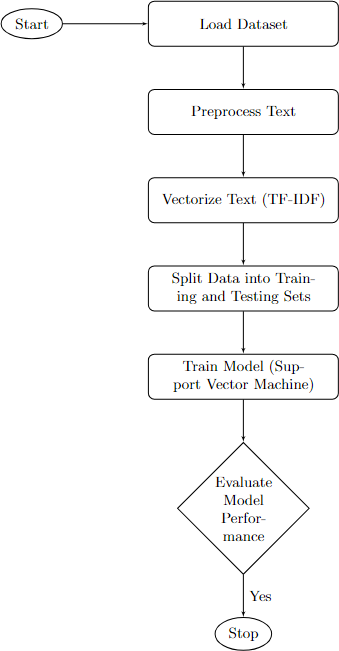 Start
Load Dataset
Preprocess Text
Vectorize Text (TF-IDF)
Split Data into Train-
ing and Testing Sets
Train Model (Sup-
port Vector Machine)
Evaluate
Model
Perfor-
mance
Yes
Stop